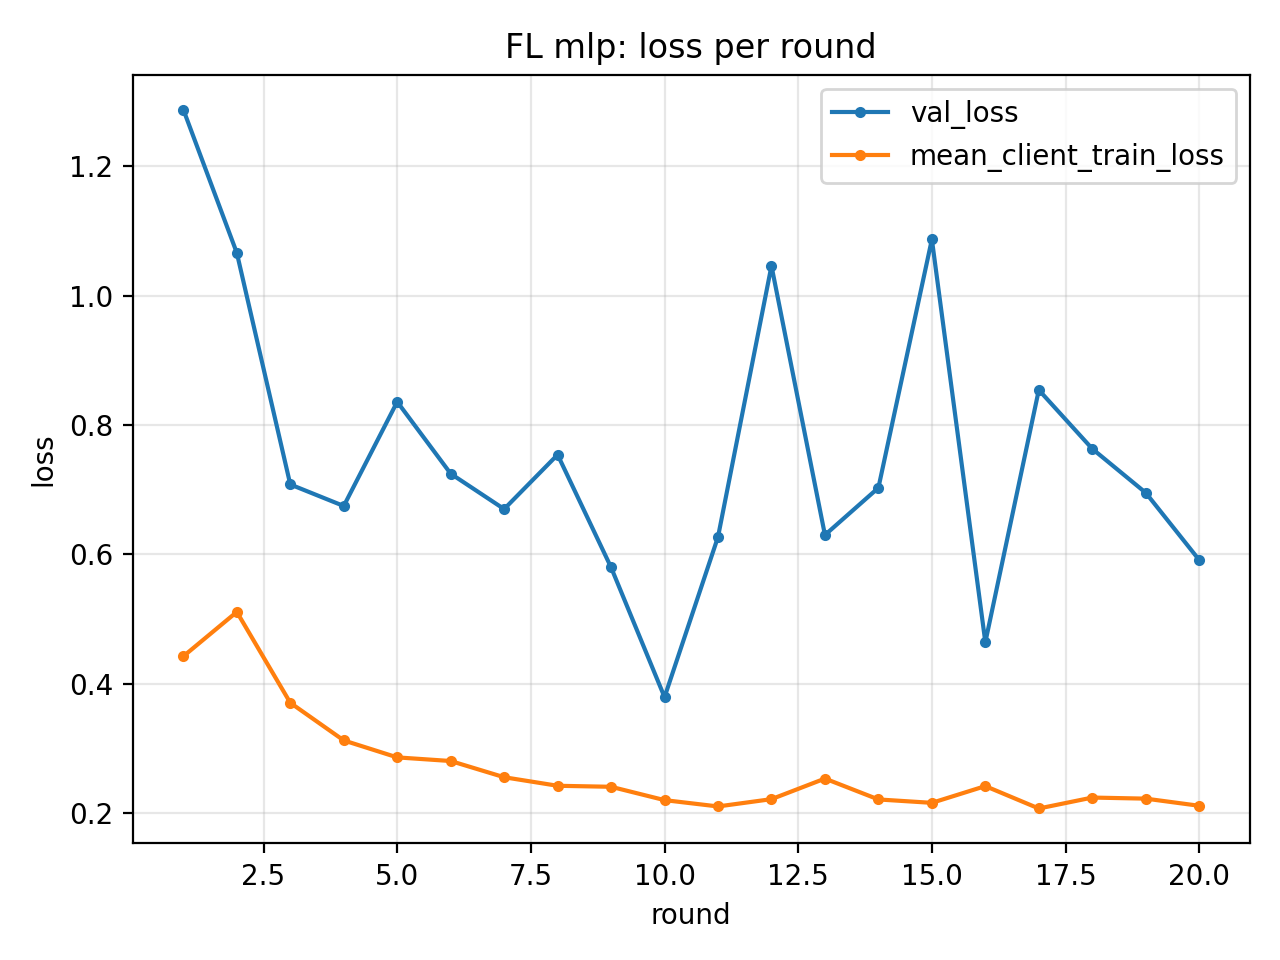 FL mlp: loss per round
val_loss
mean_client_train_loss
1.2
1.0
0.8
0.6
0.4
0.2
loss
2.5 5.0 7.5 10.0 12.5 15.0 17.5 20.0
round